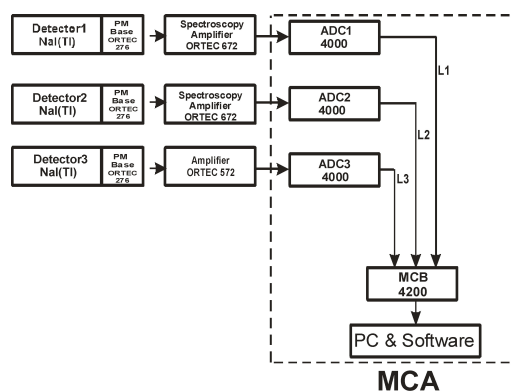 Detector1
NaI(Tl)
PM
Base
ORTEC
276
Spectroscopy
Amplifier
ORTEC 672
ADC1
4000
L1
Detector2
NaI(Tl)
PM
Base
ORTEC
276
Spectroscopy
Amplifier
ORTEC 672
ADC2
4000
L2
Detector3
NaI(Tl)
PM
Base
ORTEC
276
Amplifier
ORTEC 572
ADC3
4000
L3
MCB
4200
PC & Software
MCA